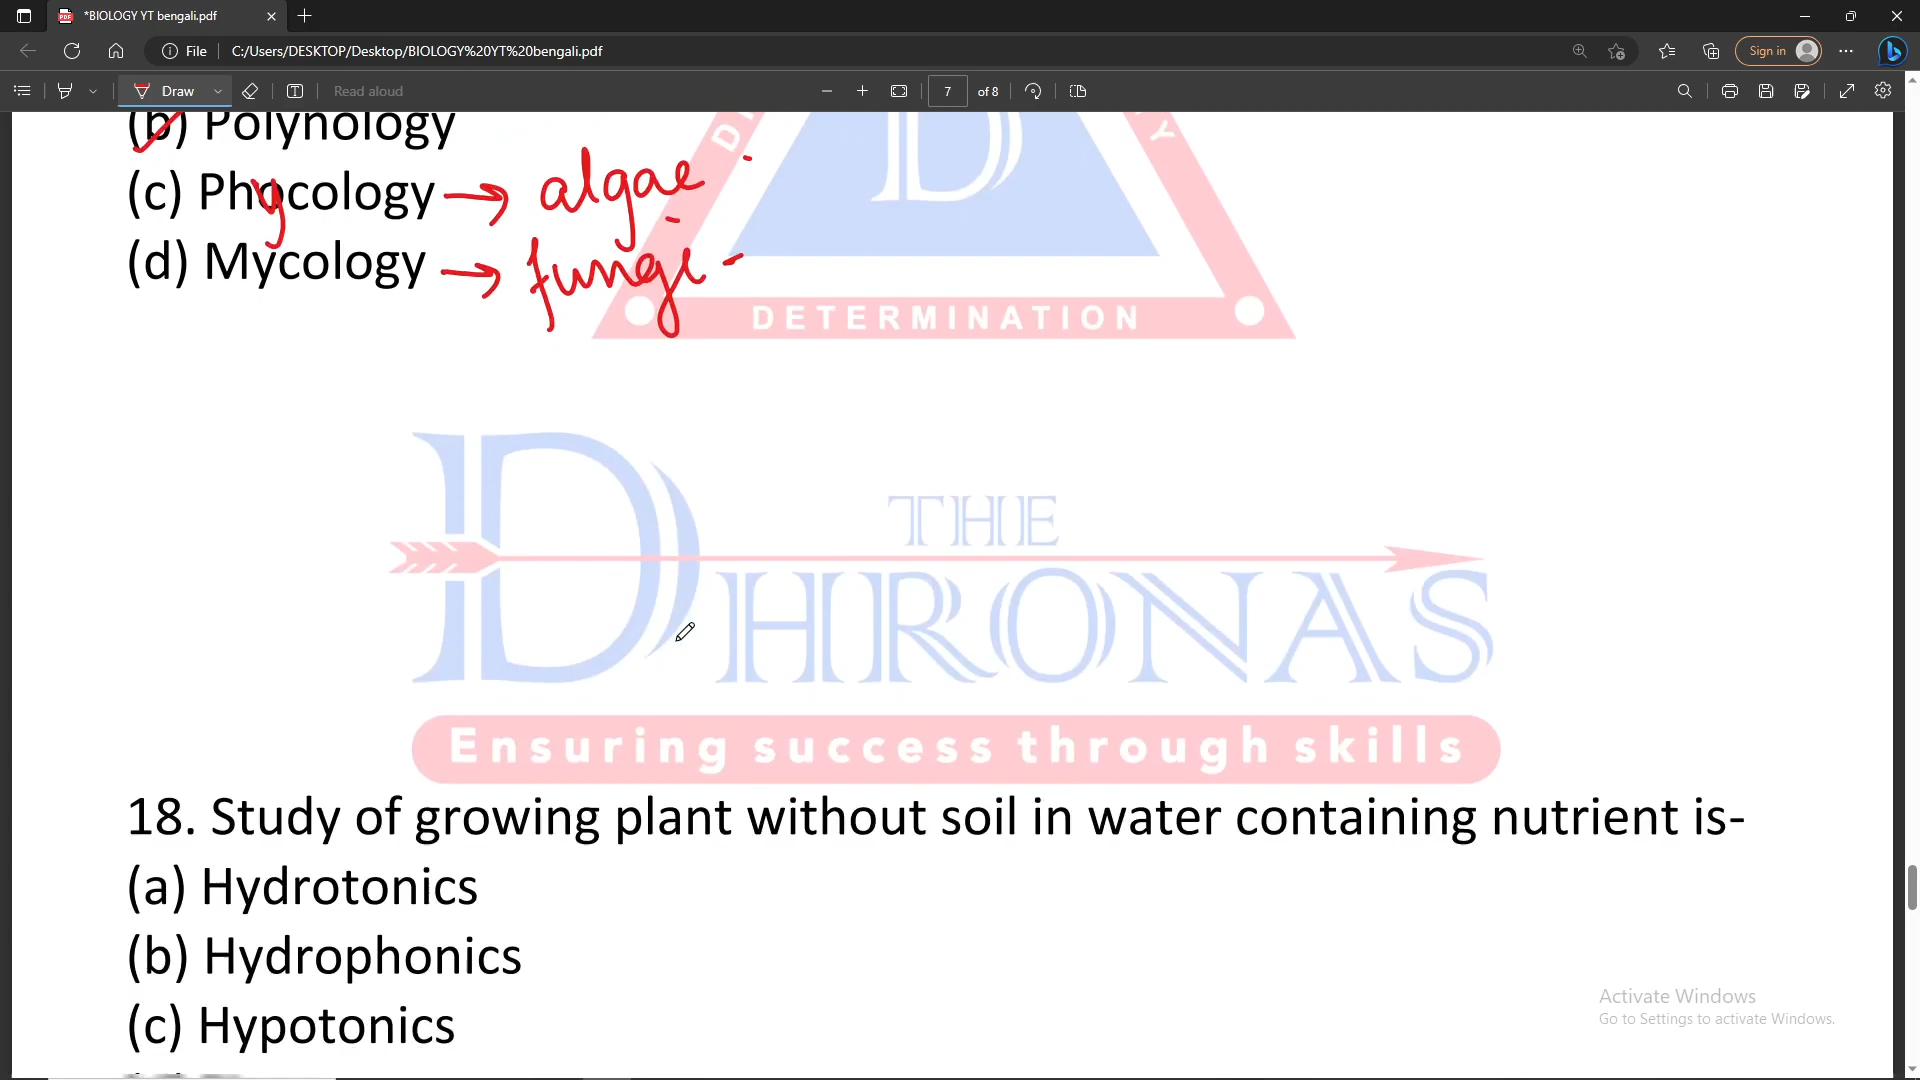 *BIOLOGY YT bengali.pdf
File
C:/Users/DESKTOP/Desktop/BIOLOGY%20YT%20bengali.pdf
Sign in
Draw
Read aloud
7 of 8
(b) Polynology
(c) Phocology → algae
y
(d) Mycology → fungi -
D
DETERMINATION
THE
DHRONAS
Ensuring success through skills
18. Study of growing plant without soil in water containing nutrient is-
(a) Hydrotonics
(b) Hydrophonics
(c) Hypotonics
Activate Windows
Go to Settings to activate Windows.